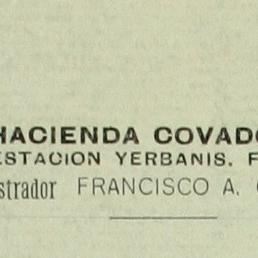 HACIENDA COVADO
ESTACION YERBANIS. F
strador FRANCISCO A.